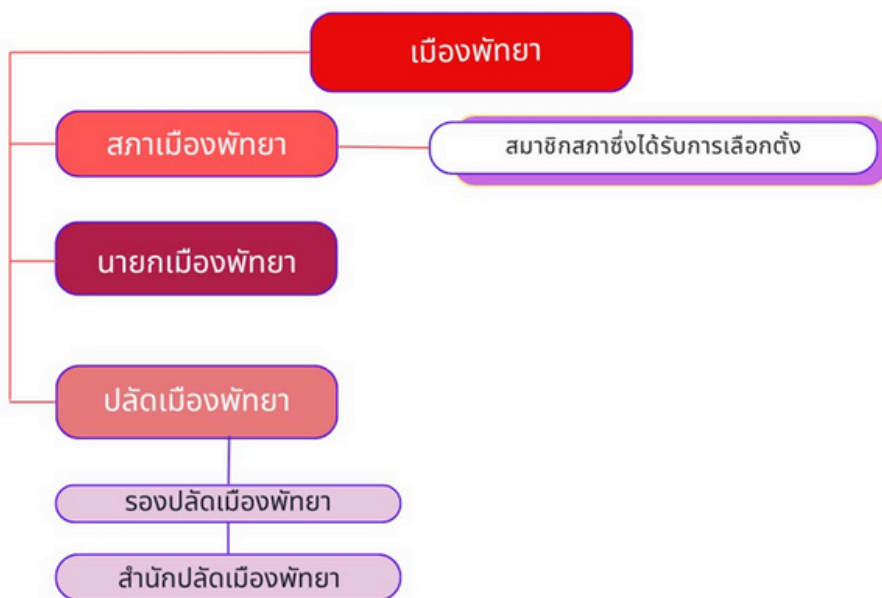 เมืองพัทยา
สภาเมืองพัทยา
สมาชิกสภาซึ่งได้รับการเลือกตั้ง
นายกเมืองพัทยา
ปลัดเมืองพัทยา
รองปลัดเมืองพัทยา
สำนักปลัดเมืองพัทยา